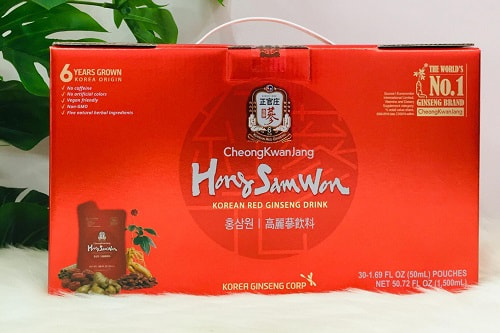 6 YEARS GROWN
KOREA ORIGIN
No caffeine
No artificial colors
Vegan friendly
Non-GMO
Fine natural herbal ingredients
正官庄
蔘
CheongKwanJang
HongSamWon
KOREAN RED GINSENG DRINK
홍삼원 | 高麗蔘飲料
KOREA GINSENG CORP
THE WORLD'S
No.1
GINSENG BRAND
CheongKwanJang
30-1.69 FL OZ (50mL) POUCHES
NET 50.72 FL OZ (1,500mL)